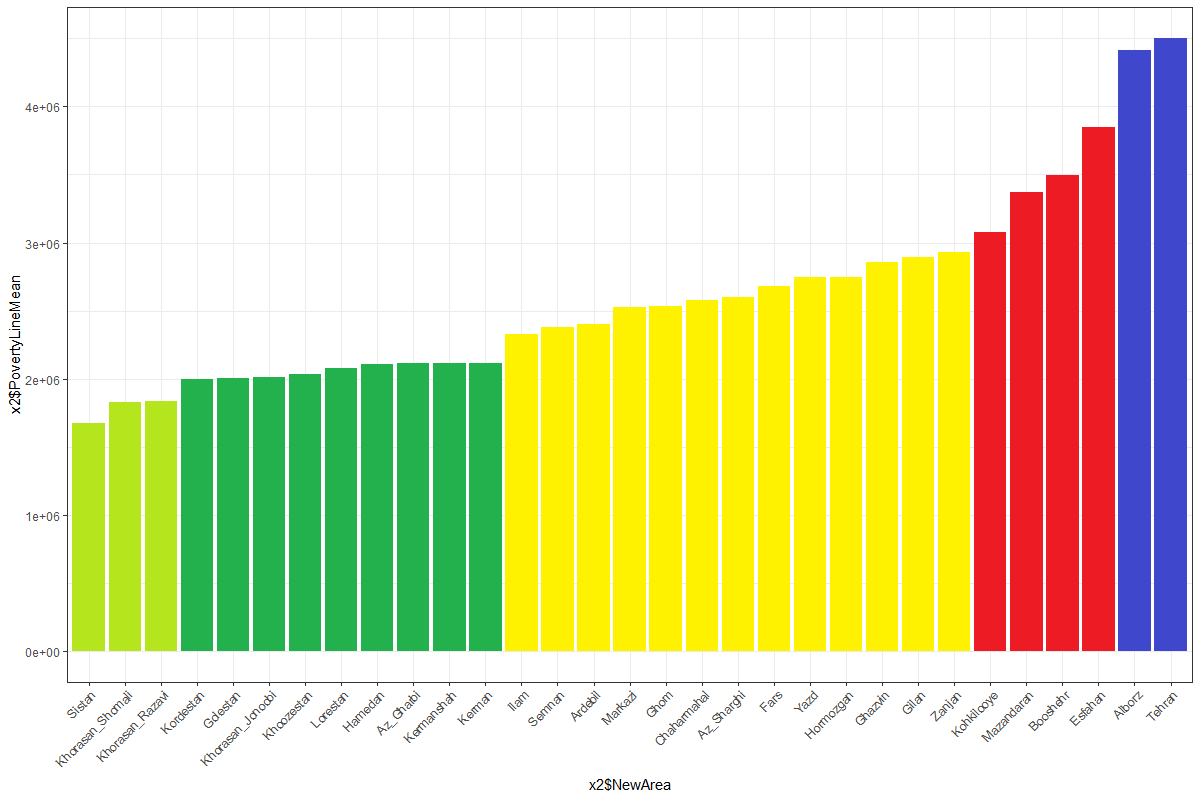 x2$PovertyLineMean
4e+06
3e+06
2e+06
1e+06
0e+00
Sistan
Khorasan_Shomali
Khorasan_Razavi
Kordestan
Golestan
Khorasan_Jonoobi
Khoozestan
Lorestan
Hamedan
Az_Gharbi
Kermanshah
Kerman
Ilam
Semnan
Ardebil
Markazi
Ghom
Chaharmahal
Az_Sharghi
Fars
Yazd
Hormozgan
Ghazvin
Gilan
Zanjan
Kohkilooye
Mazandaran
Booshehr
Esfahan
Alborz
Tehran
x2$NewArea